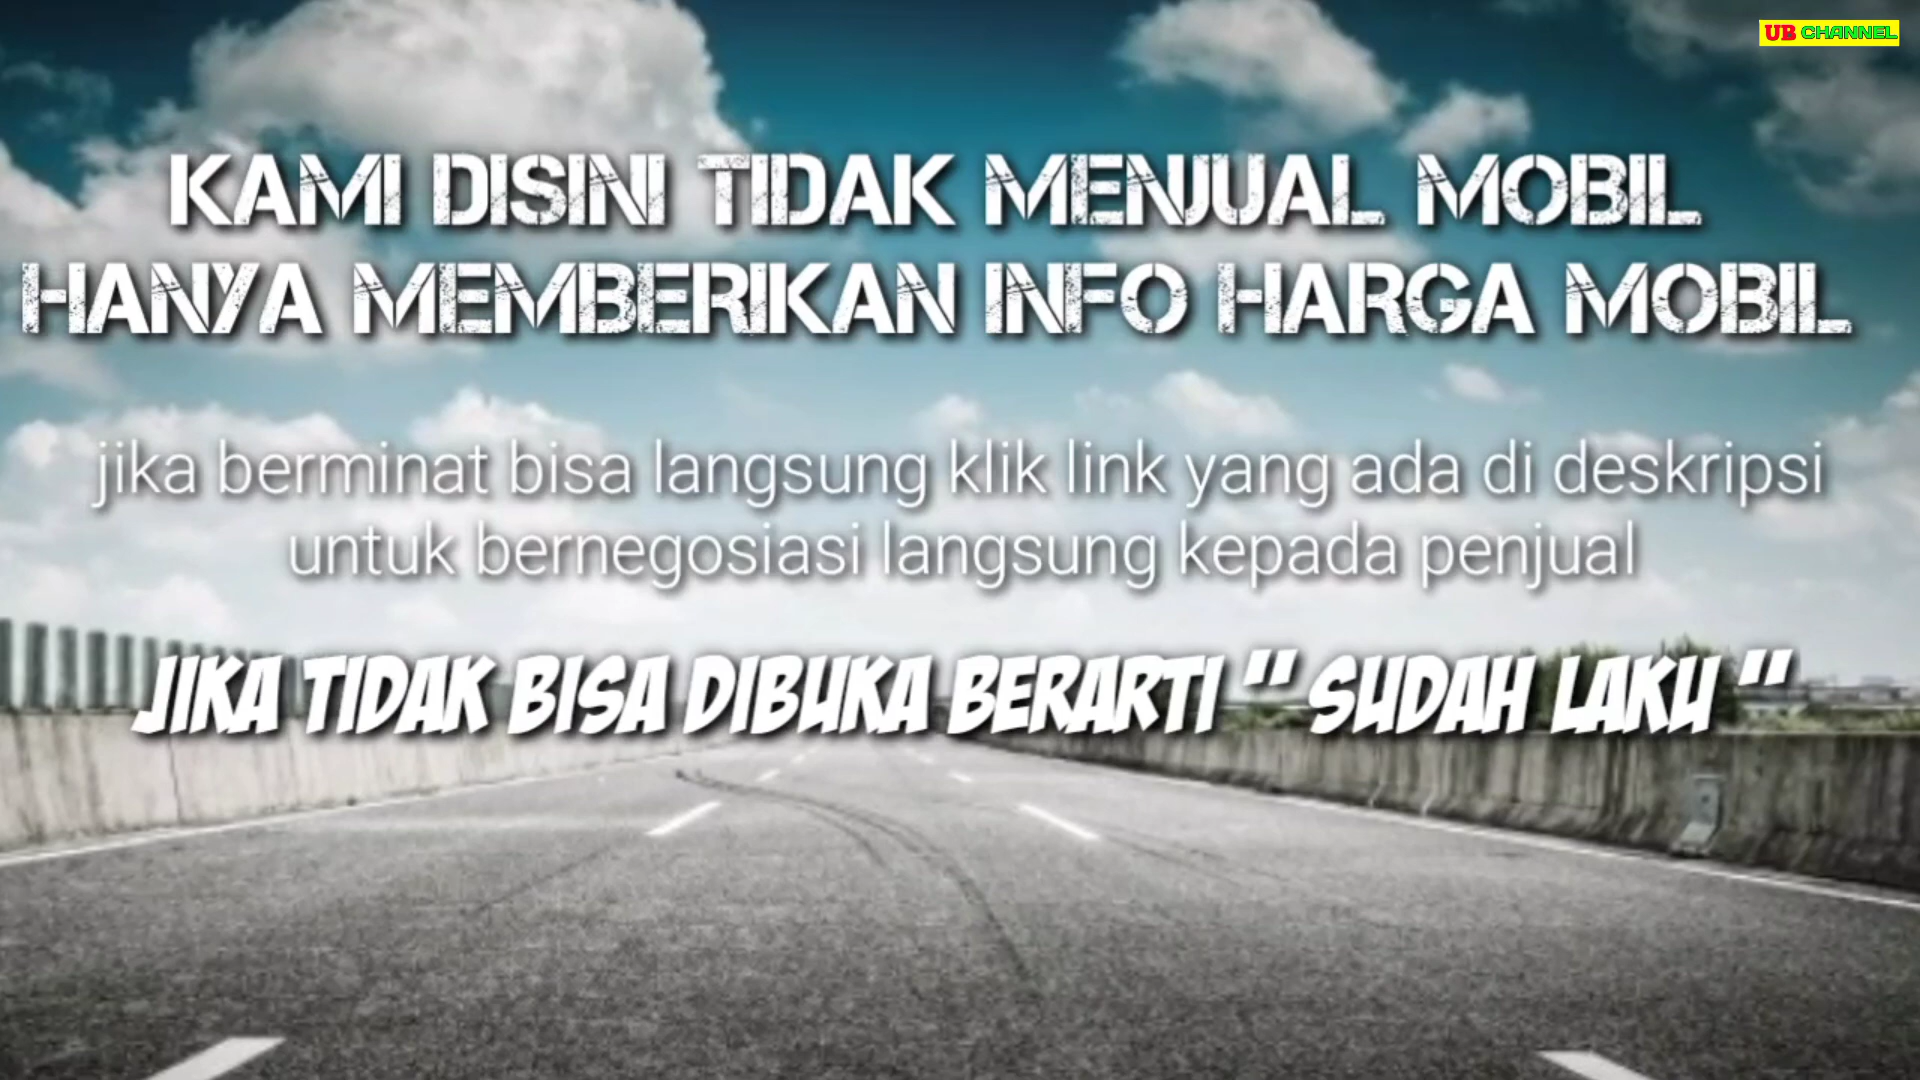 UB CHANNEL
KAMI DISINI TIDAK MENJUAL MOBIL
HANYA MEMBERIKAN INFO HARGA MOBIL
jika berminat bisa langsung klik link yang ada di deskripsi
untuk bernegosiasi langsung kepada penjual
JIKA TIDAK BISA DIBUKA BERARTI " SUDAH LAKU "